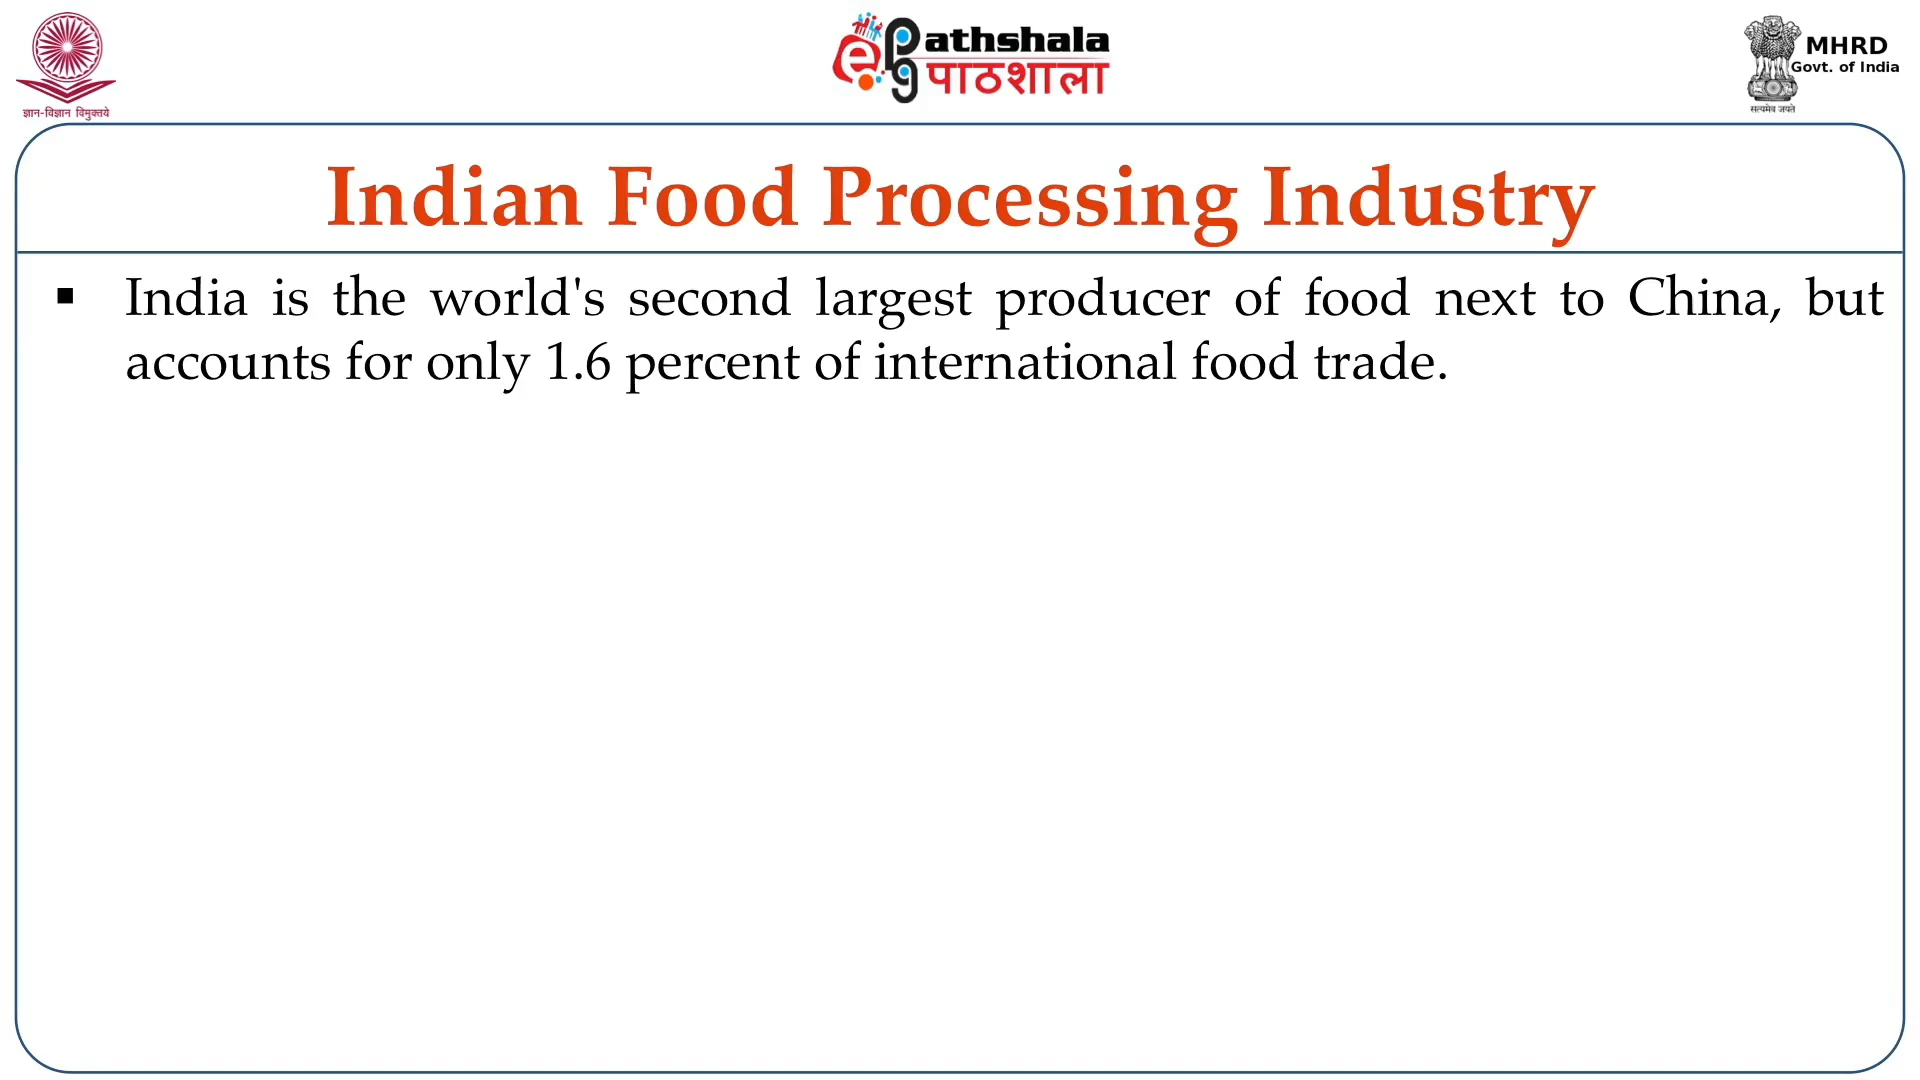 ज्ञान-विज्ञान विमुक्तये
ePathshala
पाठशाला
MHRD
Govt. of India
सत्यमेव जयते
Indian Food Processing Industry
▪ India is the world's second largest producer of food next to China, but
accounts for only 1.6 percent of international food trade.